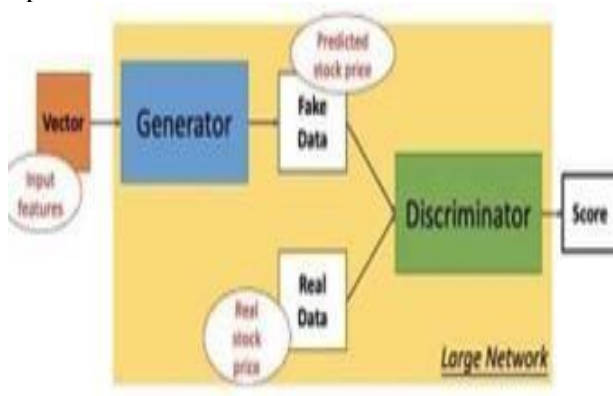 Predicted
stock price
Vector
Generator
Fake
Data
Input
features
Discriminator
Score
Real
Data
Real
stock
price
Large Network